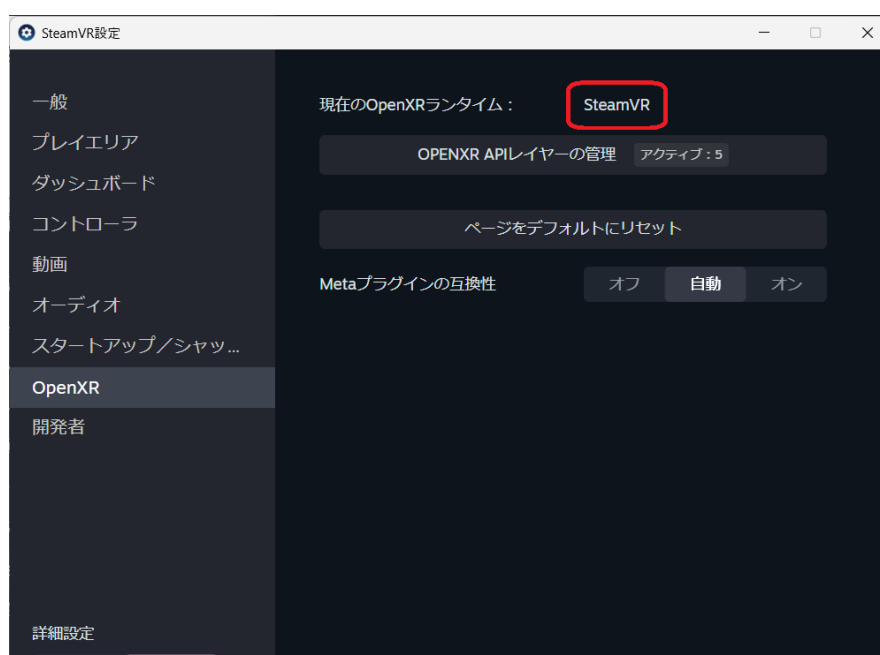 SteamVR設定
一般
プレイエリア
ダッシュボード
コントローラ
動画
オーディオ
スタートアップ／シャッ...
OpenXR
開発者
詳細設定
現在のOpenXRランタイム： SteamVR
OPENXR APIレイヤーの管理 アクティブ：5
ページをデフォルトにリセット
Metaプラグインの互換性 オフ 自動 オン